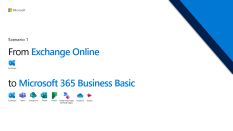 Microsoft
Scenario 1
From Exchange Online
to Microsoft 365 Business Basic